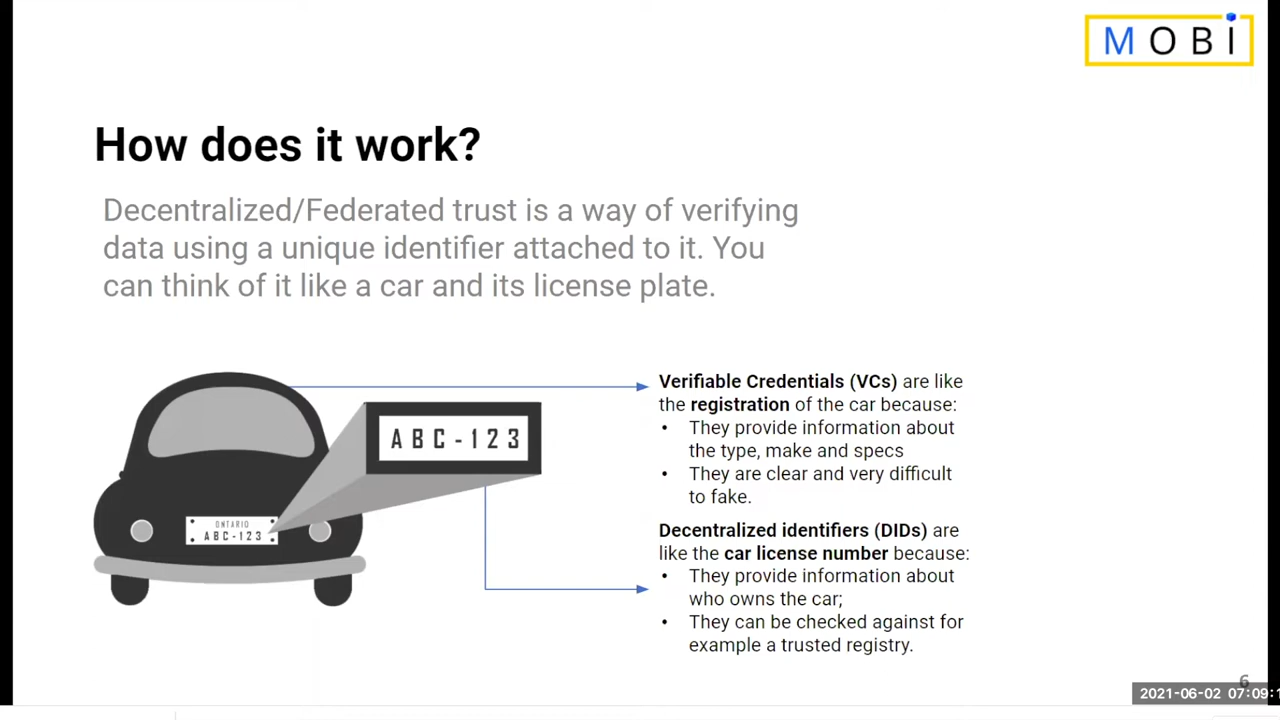 MOBI
How does it work?
Decentralized/Federated trust is a way of verifying
data using a unique identifier attached to it. You
can think of it like a car and its license plate.
Verifiable Credentials (VCs) are like
the registration of the car because:
• They provide information about
the type, make and specs
• They are clear and very difficult
to fake.
ABC-123
ONTARIO
ABC-123
Decentralized identifiers (DIDs) are
like the car license number because:
• They provide information about
who owns the car;
• They can be checked against for
example a trusted registry.
6
2021-06-02 07:09:1